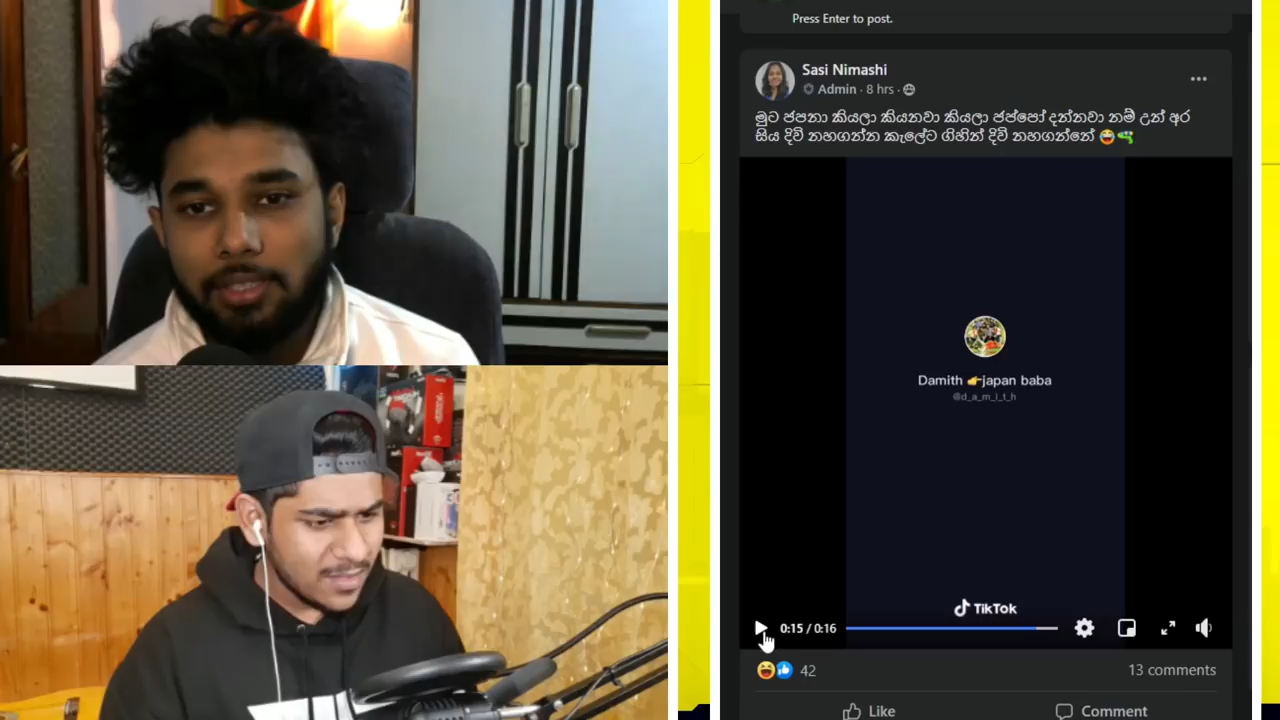 Press Enter to post.
Sasi Nimashi
Admin · 8 hrs ·
මුට ජපනා කියලා කියනවා කියලා ජප්පෝ දන්නවා නම් උන් අර
සිය දිවි නහගන්න කැලේට ගිහින් දිවි නහගන්නේ
Damith 👉japan baba
@d_a_m_i_t_h
TikTok
0:15 / 0:16
42
13 comments
Like
Comment